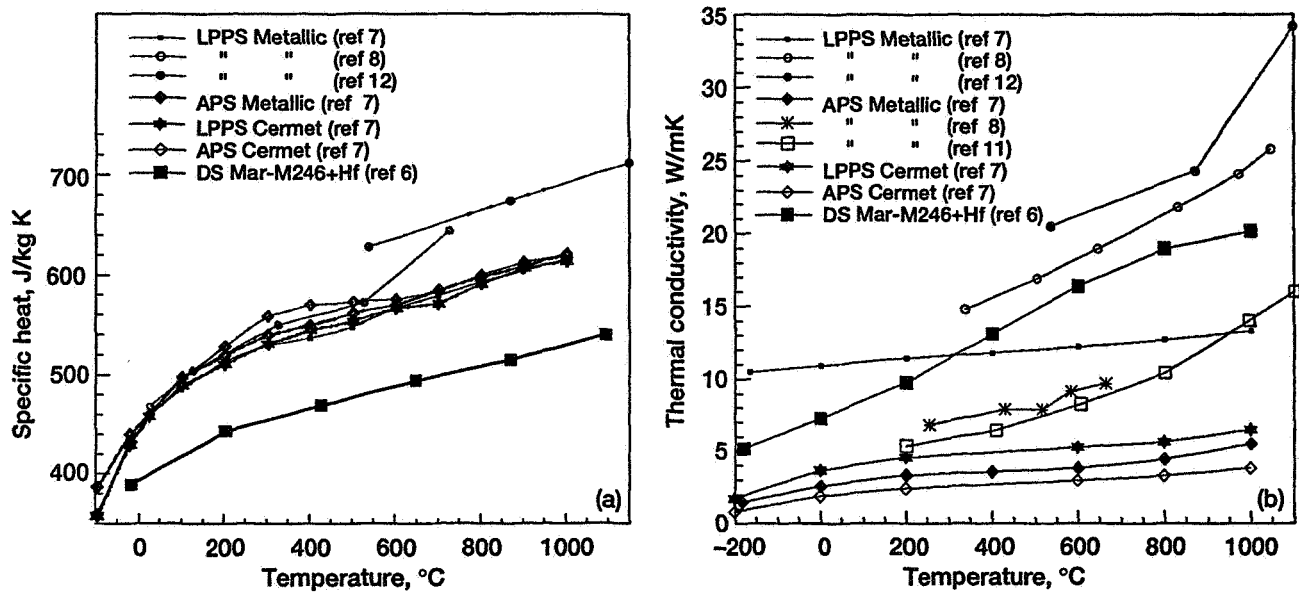 LPPS Metallic (ref 7)
" " (ref 8)
" " (ref 12)
APS Metallic (ref 7)
LPPS Cermet (ref 7)
APS Cermet (ref 7)
DS Mar-M246+Hf (ref 6)
700
600
500
400
Specific heat, J/kg K
(a)
0 200 400 600 800 1000
Temperature, °C
35
30
25
20
15
10
5
0
Thermal conductivity, W/mK
LPPS Metallic (ref 7)
" " (ref 8)
" " (ref 12)
APS Metallic (ref 7)
" " (ref 8)
" " (ref 11)
LPPS Cermet (ref 7)
APS Cermet (ref 7)
DS Mar-M246+Hf (ref 6)
(b)
−200 0 200 400 600 800 1000
Temperature, °C